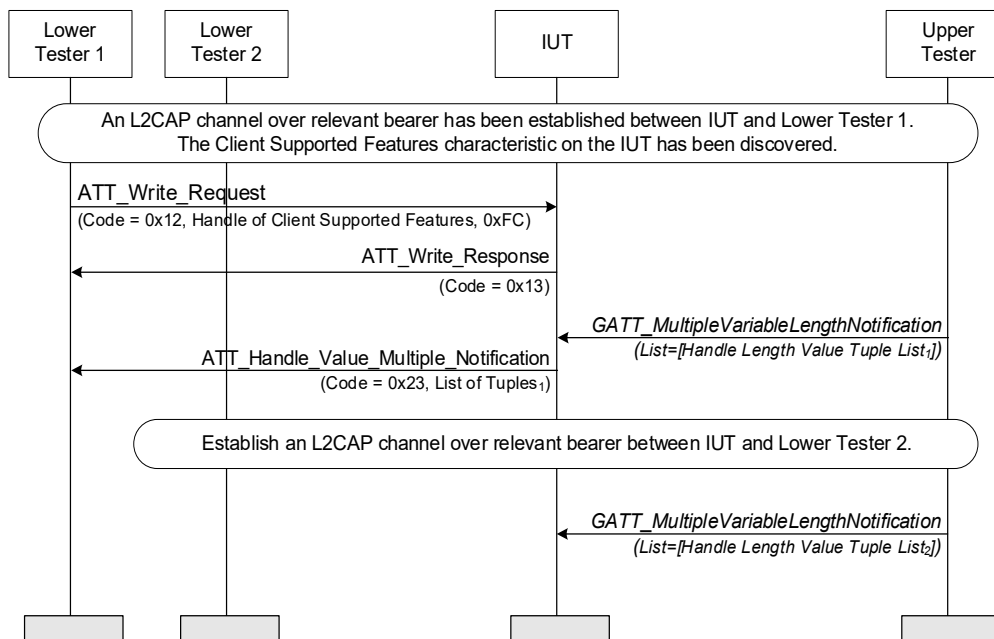 Lower
Tester 1
Lower
Tester 2
IUT
Upper
Tester
An L2CAP channel over relevant bearer has been established between IUT and Lower Tester 1.
The Client Supported Features characteristic on the IUT has been discovered.
ATT_Write_Request
(Code = 0x12, Handle of Client Supported Features, 0xFC)
ATT_Write_Response
(Code = 0x13)
GATT_MultipleVariableLengthNotification
(List=[Handle Length Value Tuple List₁])
ATT_Handle_Value_Multiple_Notification
(Code = 0x23, List of Tuples₁)
Establish an L2CAP channel over relevant bearer between IUT and Lower Tester 2.
GATT_MultipleVariableLengthNotification
(List=[Handle Length Value Tuple List₂])